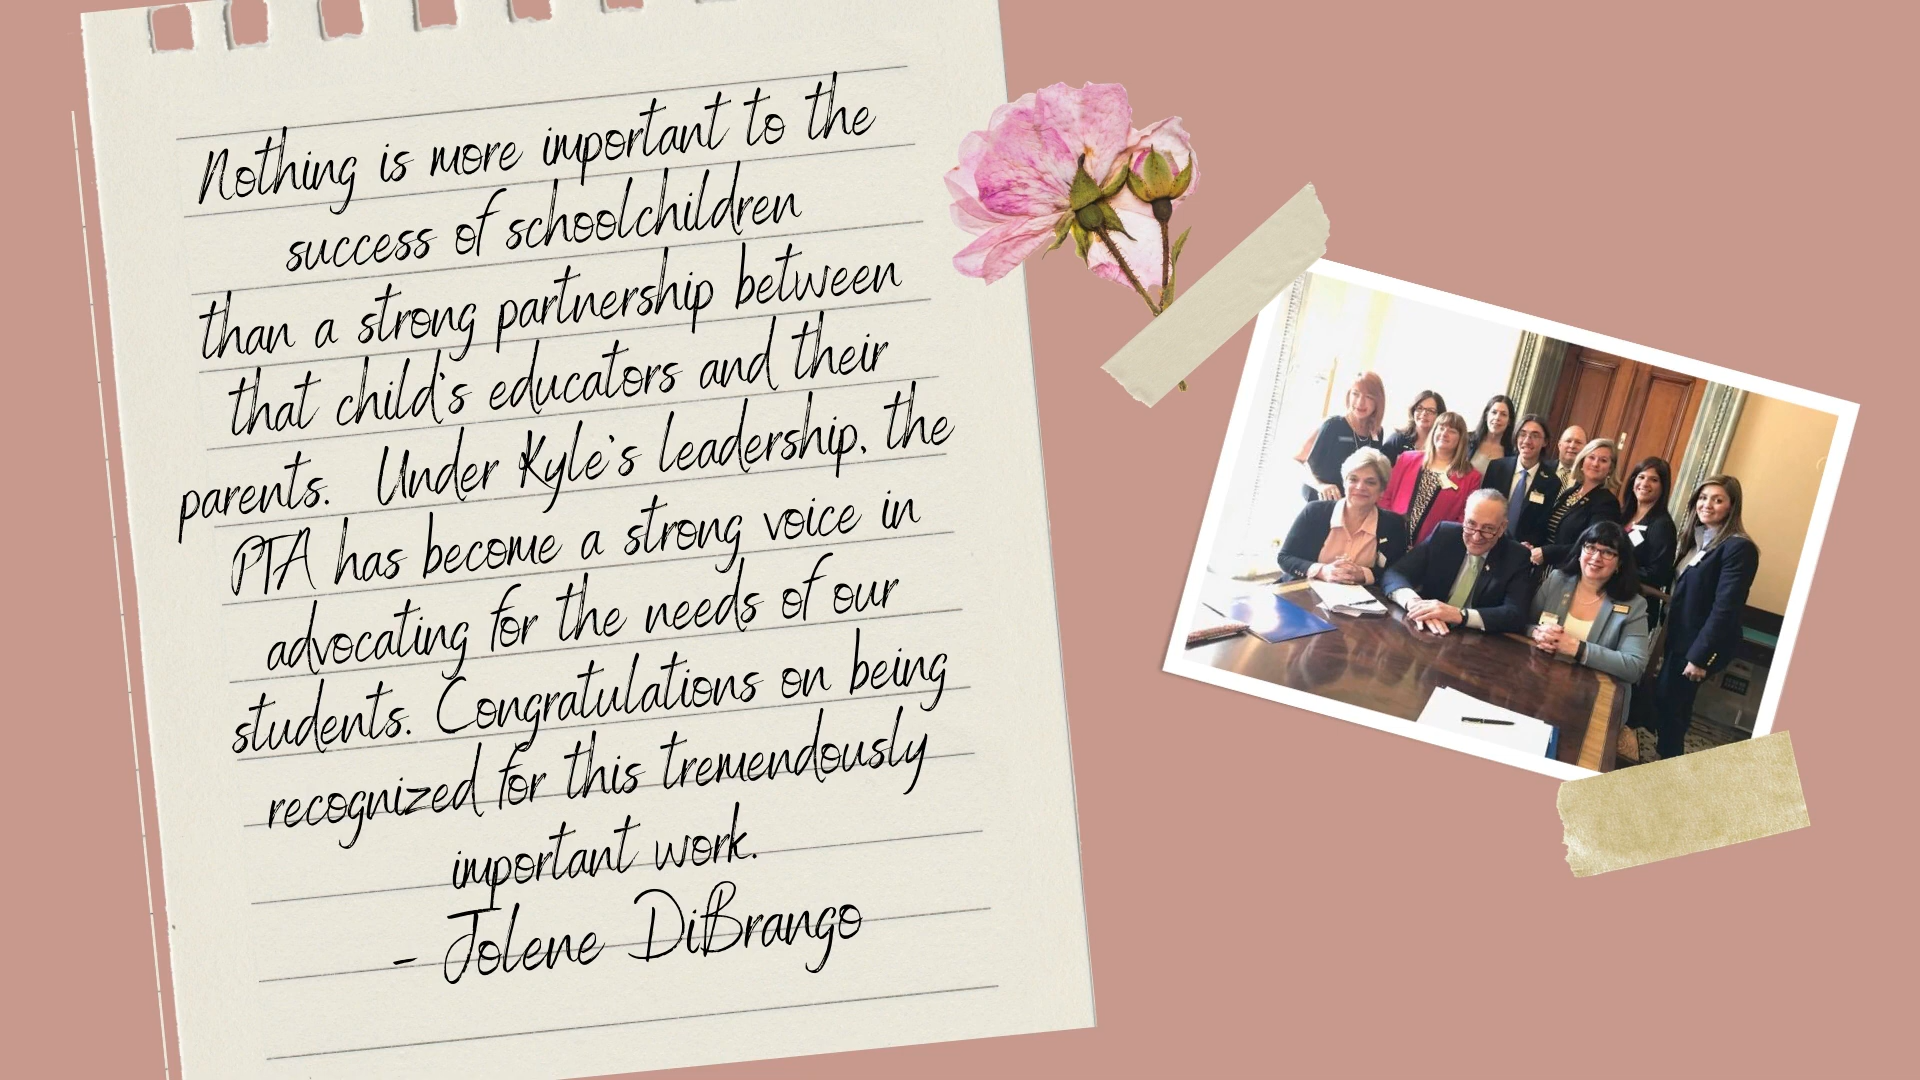 Nothing is more important to the
success of schoolchildren
than a strong partnership between
that child's educators and their
parents. Under Kyle's leadership, the
PTA has become a strong voice in
advocating for the needs of our
students. Congratulations on being
recognized for this tremendously
important work.
- Jolene DiBrango